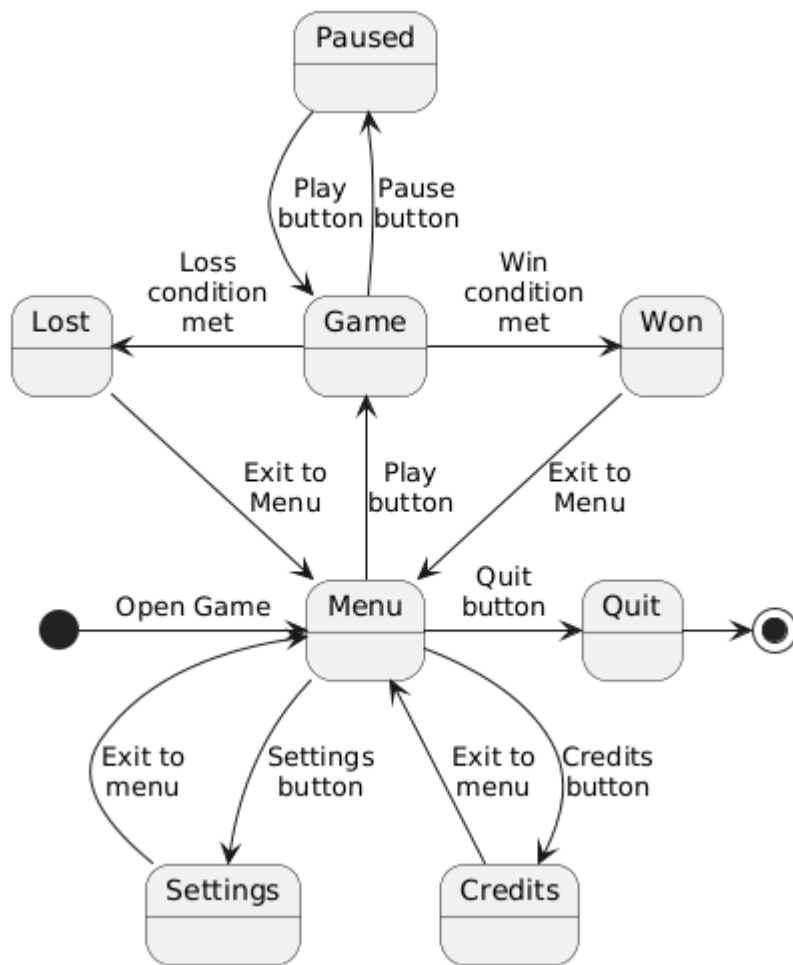 Paused
Play
button
Pause
button
Loss
condition
met
Win
condition
met
Lost
Game
Won
Exit to
Menu
Play
button
Exit to
Menu
Open Game
Menu
Quit
button
Quit
Exit to
menu
Settings
button
Exit to
menu
Credits
button
Settings
Credits